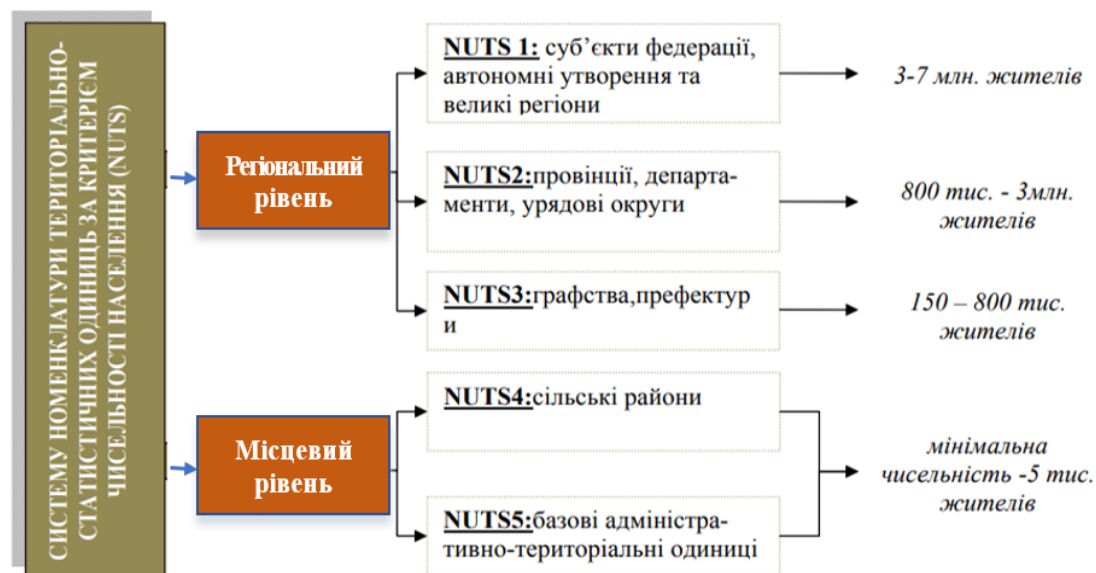 СИСТЕМУ НОМЕНКЛАТУРИ ТЕРИТОРІАЛЬНО-
СТАТИСТИЧНИХ ОДИНИЦЬ ЗА КРИТЕРІЄМ
ЧИСЕЛЬНОСТІ НАСЕЛЕННЯ (NUTS)
Регіональний
рівень
NUTS 1: суб’єкти федерації,
автономні утворення та
великі регіони
3-7 млн. жителів
NUTS2:провінції, департа-
менти, урядові округи
800 тис. - 3млн.
жителів
NUTS3:графства,префектур
и
150 – 800 тис.
жителів
Місцевий
рівень
NUTS4:сільські райони
NUTS5:базові адміністра-
тивно-територіальні одиниці
мінімальна
чисельність -5 тис.
жителів